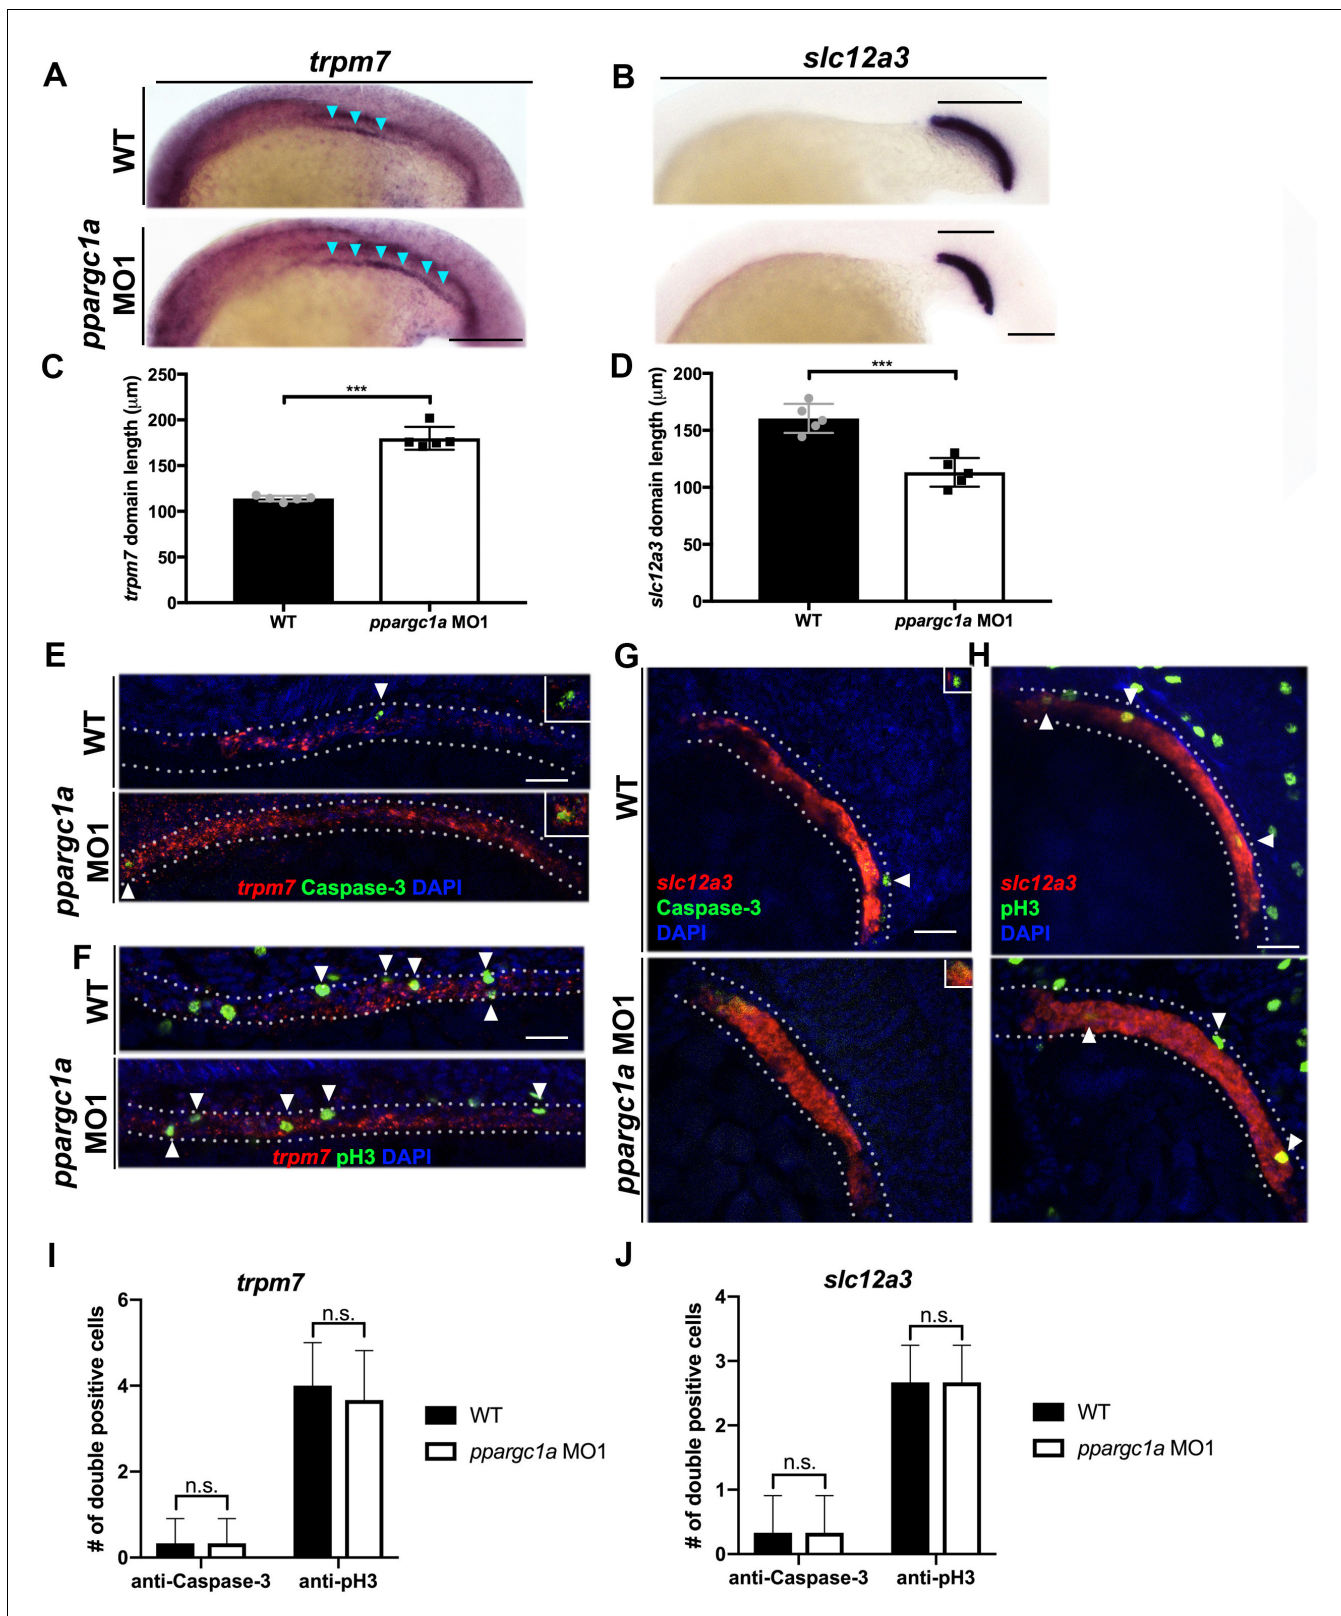 A
trpm7
WT
ppargc1a
MO1
B
slc12a3
C
trpm7 domain length (μm)
250
200
150
100
50
0
***
WT
ppargc1a MO1
D
slc12a3 domain length (μm)
200
150
100
50
0
***
WT
ppargc1a MO1
E
WT
ppargc1a
MO1
trpm7 Caspase-3 DAPI
F
WT
ppargc1a
MO1
trpm7 pH3 DAPI
G
WT
slc12a3
Caspase-3
DAPI
ppargc1a MO1
H
slc12a3
pH3
DAPI
I
trpm7
# of double positive cells
6
4
2
0
n.s.
n.s.
anti-Caspase-3
anti-pH3
WT
ppargc1a MO1
J
slc12a3
# of double positive cells
4
3
2
1
0
n.s.
n.s.
anti-Caspase-3
anti-pH3
WT
ppargc1a MO1